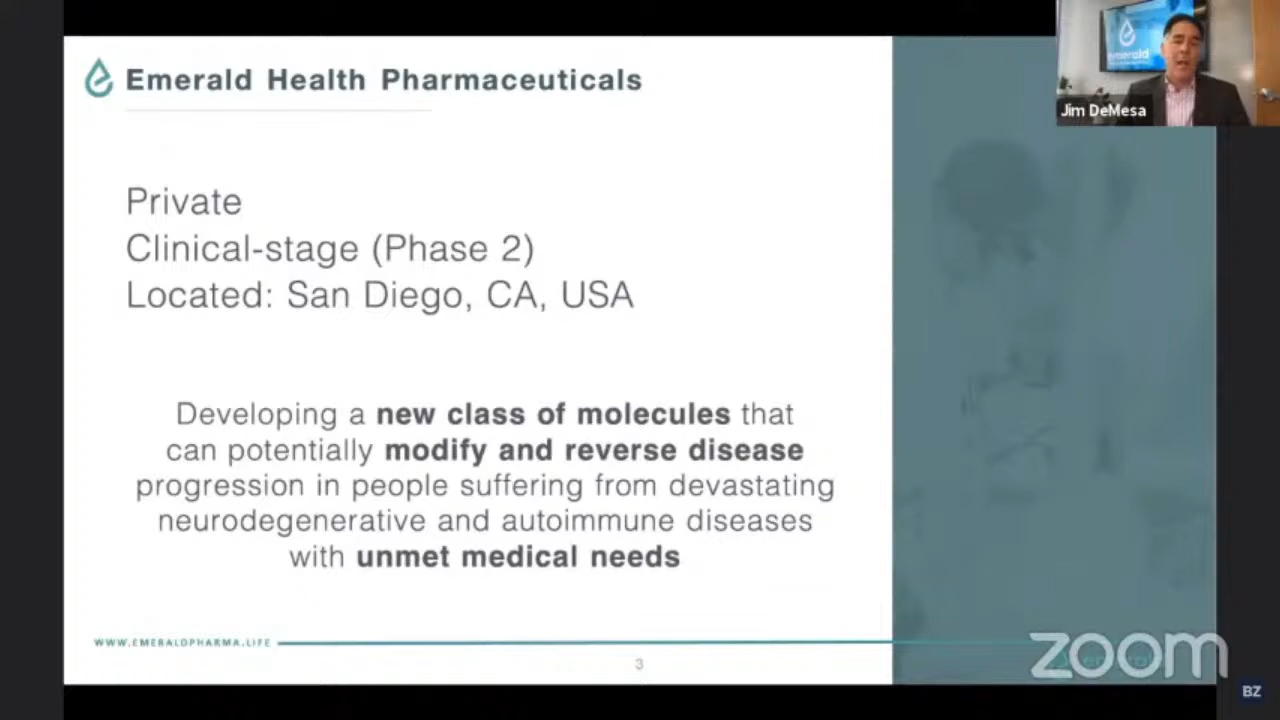 Emerald Health Pharmaceuticals
emerald
Jim DeMesa
Private
Clinical-stage (Phase 2)
Located: San Diego, CA, USA
Developing a new class of molecules that
can potentially modify and reverse disease
progression in people suffering from devastating
neurodegenerative and autoimmune diseases
with unmet medical needs
WWW.EMERALDPHARMA.LIFE
3
zoom
BZ